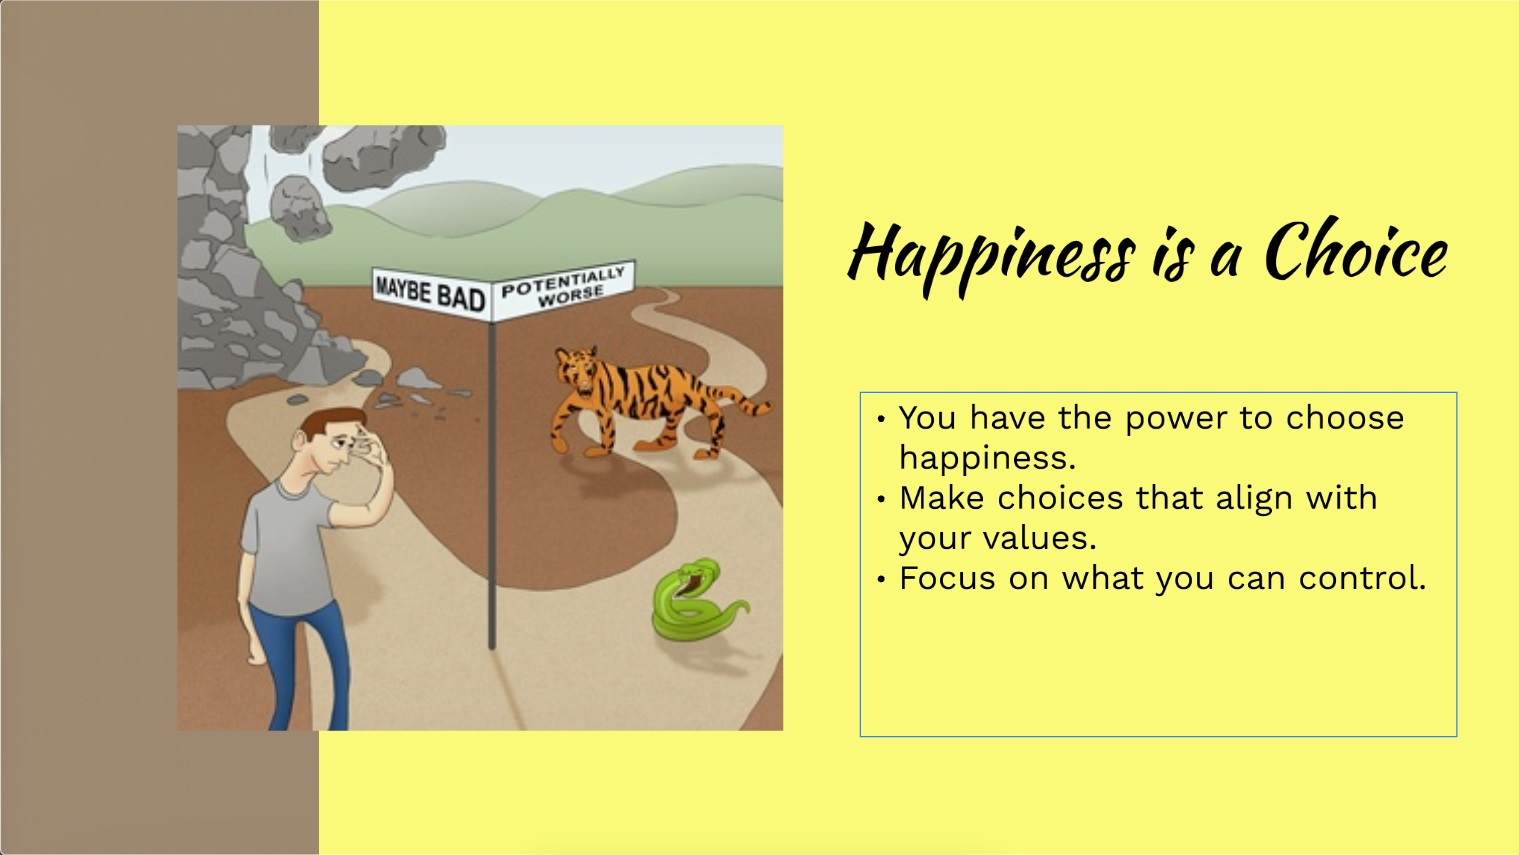 MAYBE BAD
POTENTIALLY
WORSE
Happiness is a Choice
• You have the power to choose
happiness.
• Make choices that align with
your values.
• Focus on what you can control.